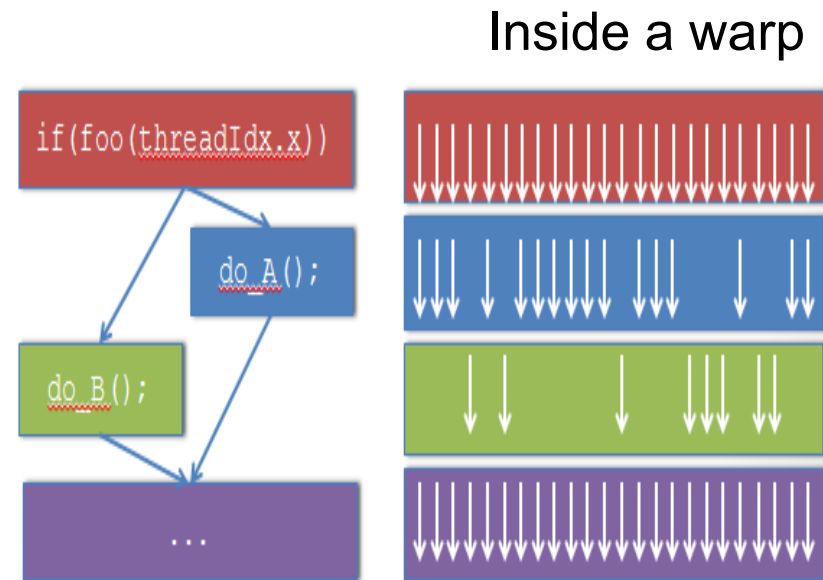 Inside a warp
if(foo(threadIdx.x))
do_A();
do_B();
...